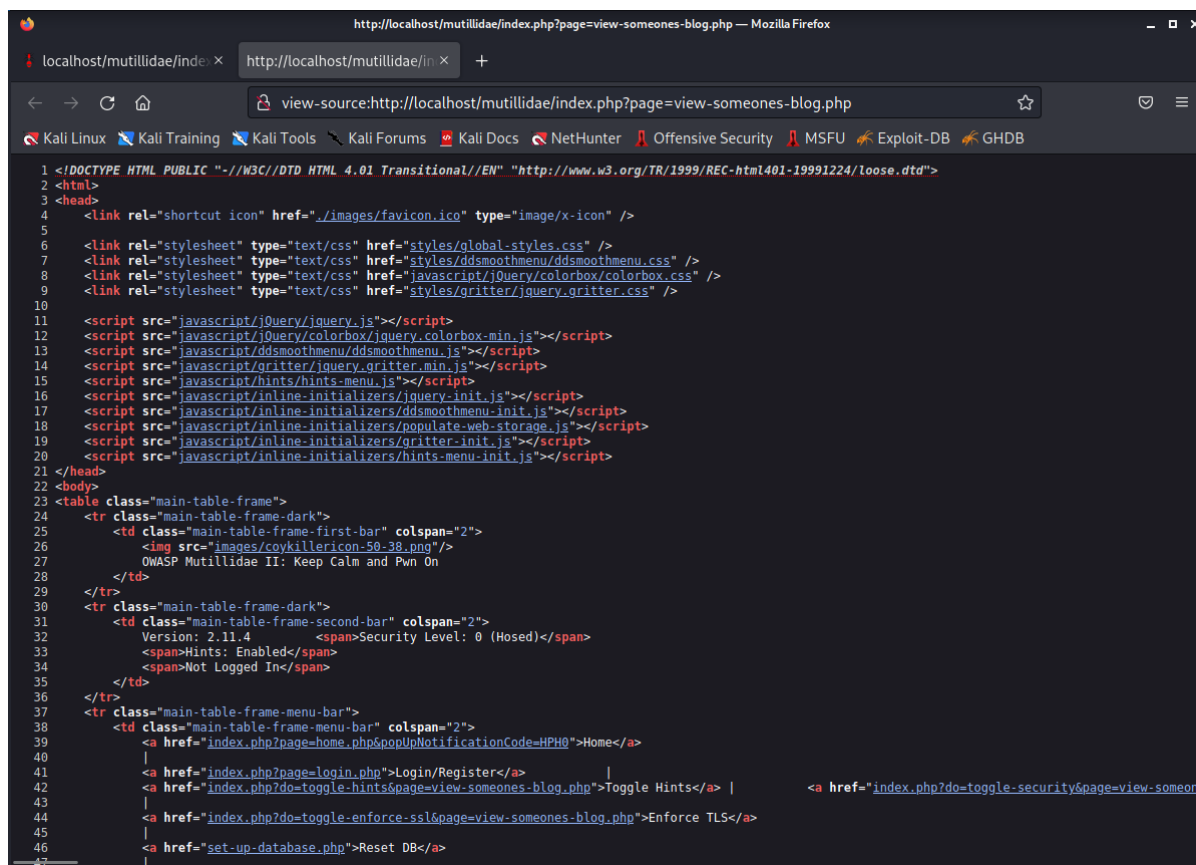 http://localhost/mutillidae/index.php?page=view-someones-blog.php — Mozilla Firefox
localhost/mutillidae/inde
http://localhost/mutillidae/in
view-source:http://localhost/mutillidae/index.php?page=view-someones-blog.php
Kali Linux Kali Training Kali Tools Kali Forums Kali Docs NetHunter Offensive Security MSFU Exploit-DB GHDB
1 <!DOCTYPE HTML PUBLIC "-//W3C//DTD HTML 4.01 Transitional//EN" "http://www.w3.org/TR/1999/REC-html401-19991224/loose.dtd">
2 <html>
3 <head>
4 <link rel="shortcut icon" href="./images/favicon.ico" type="image/x-icon" />
5
6 <link rel="stylesheet" type="text/css" href="styles/global-styles.css" />
7 <link rel="stylesheet" type="text/css" href="styles/ddsmoothmenu/ddsmoothmenu.css" />
8 <link rel="stylesheet" type="text/css" href="javascript/jQuery/colorbox/colorbox.css" />
9 <link rel="stylesheet" type="text/css" href="styles/gritter/jquery.gritter.css" />
10
11 <script src="javascript/jQuery/jquery.js"></script>
12 <script src="javascript/jQuery/colorbox/jquery.colorbox-min.js"></script>
13 <script src="javascript/ddsmoothmenu/ddsmoothmenu.js"></script>
14 <script src="javascript/gritter/jquery.gritter.min.js"></script>
15 <script src="javascript/hints/hints-menu.js"></script>
16 <script src="javascript/inline-initializers/jquery-init.js"></script>
17 <script src="javascript/inline-initializers/ddsmoothmenu-init.js"></script>
18 <script src="javascript/inline-initializers/populate-web-storage.js"></script>
19 <script src="javascript/inline-initializers/gritter-init.js"></script>
20 <script src="javascript/inline-initializers/hints-menu-init.js"></script>
21 </head>
22 <body>
23 <table class="main-table-frame">
24 <tr class="main-table-frame-dark">
25 <td class="main-table-frame-first-bar" colspan="2">
26 <img src="images/coykillericon-50-38.png"/>
27 OWASP Mutillidae II: Keep Calm and Pwn On
28 </td>
29 </tr>
30 <tr class="main-table-frame-dark">
31 <td class="main-table-frame-second-bar" colspan="2">
32 Version: 2.11.4 <span>Security Level: 0 (Hosed)</span>
33 <span>Hints: Enabled</span>
34 <span>Not Logged In</span>
35 </td>
36 </tr>
37 <tr class="main-table-frame-menu-bar">
38 <td class="main-table-frame-menu-bar" colspan="2">
39 <a href="index.php?page=home.php&popUpNotificationCode=HPH0">Home</a>
40 |
41 <a href="index.php?page=login.php">Login/Register</a> |
42 <a href="index.php?do=toggle-hints&page=view-someones-blog.php">Toggle Hints</a> | <a href="index.php?do=toggle-security&page=view-someon
43 |
44 <a href="index.php?do=toggle-enforce-ssl&page=view-someones-blog.php">Enforce TLS</a>
45 |
46 <a href="set-up-database.php">Reset DB</a>
47 |